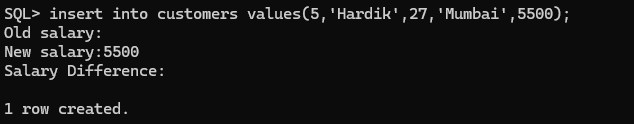 SQL> insert into customers values(5,'Hardik',27,'Mumbai',5500);
Old salary:
New salary:5500
Salary Difference:
1 row created.